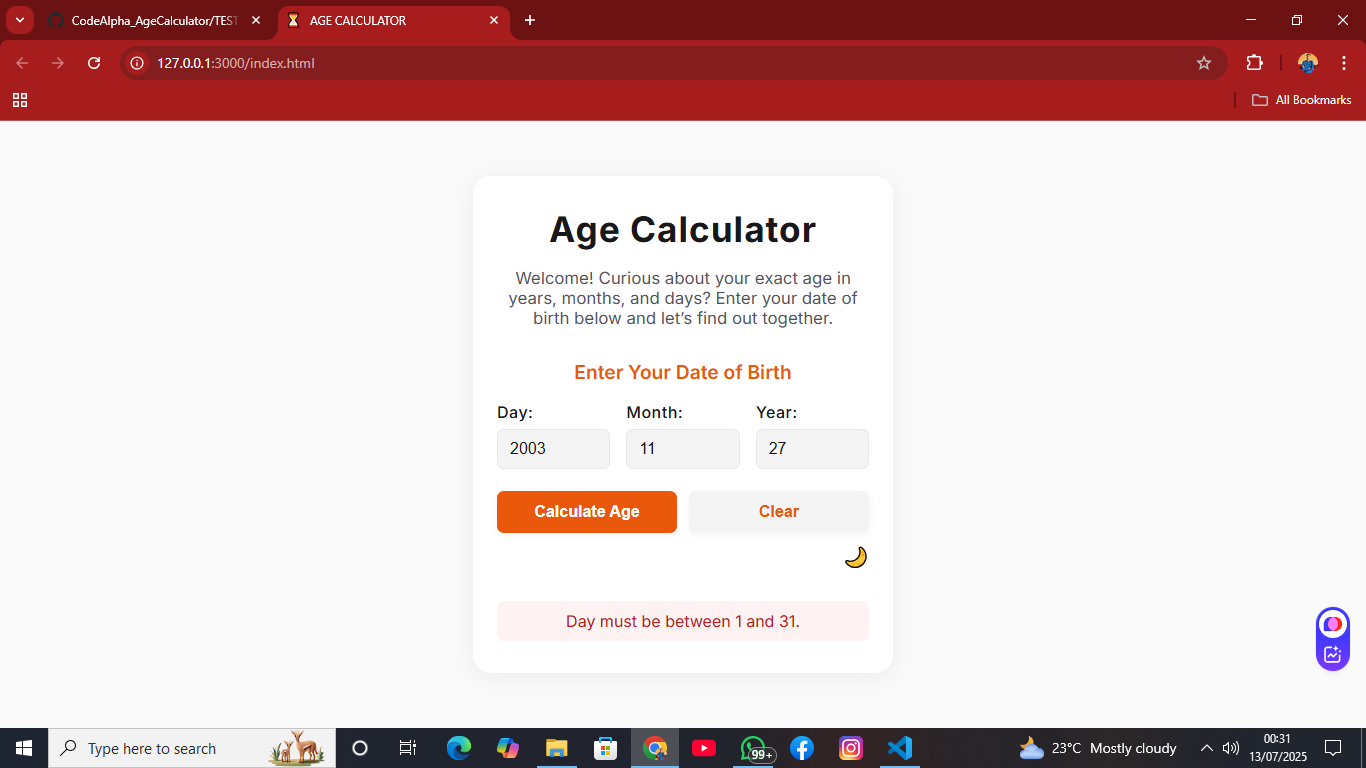 CodeAlpha_AgeCalculator/TEST
AGE CALCULATOR
127.0.0.1:3000/index.html
All Bookmarks
Age Calculator
Welcome! Curious about your exact age in
years, months, and days? Enter your date of
birth below and let’s find out together.
Enter Your Date of Birth
Day: Month: Year:
2003 11 27
Calculate Age Clear
Day must be between 1 and 31.
Type here to search
99+
23°C Mostly cloudy
00:31
13/07/2025